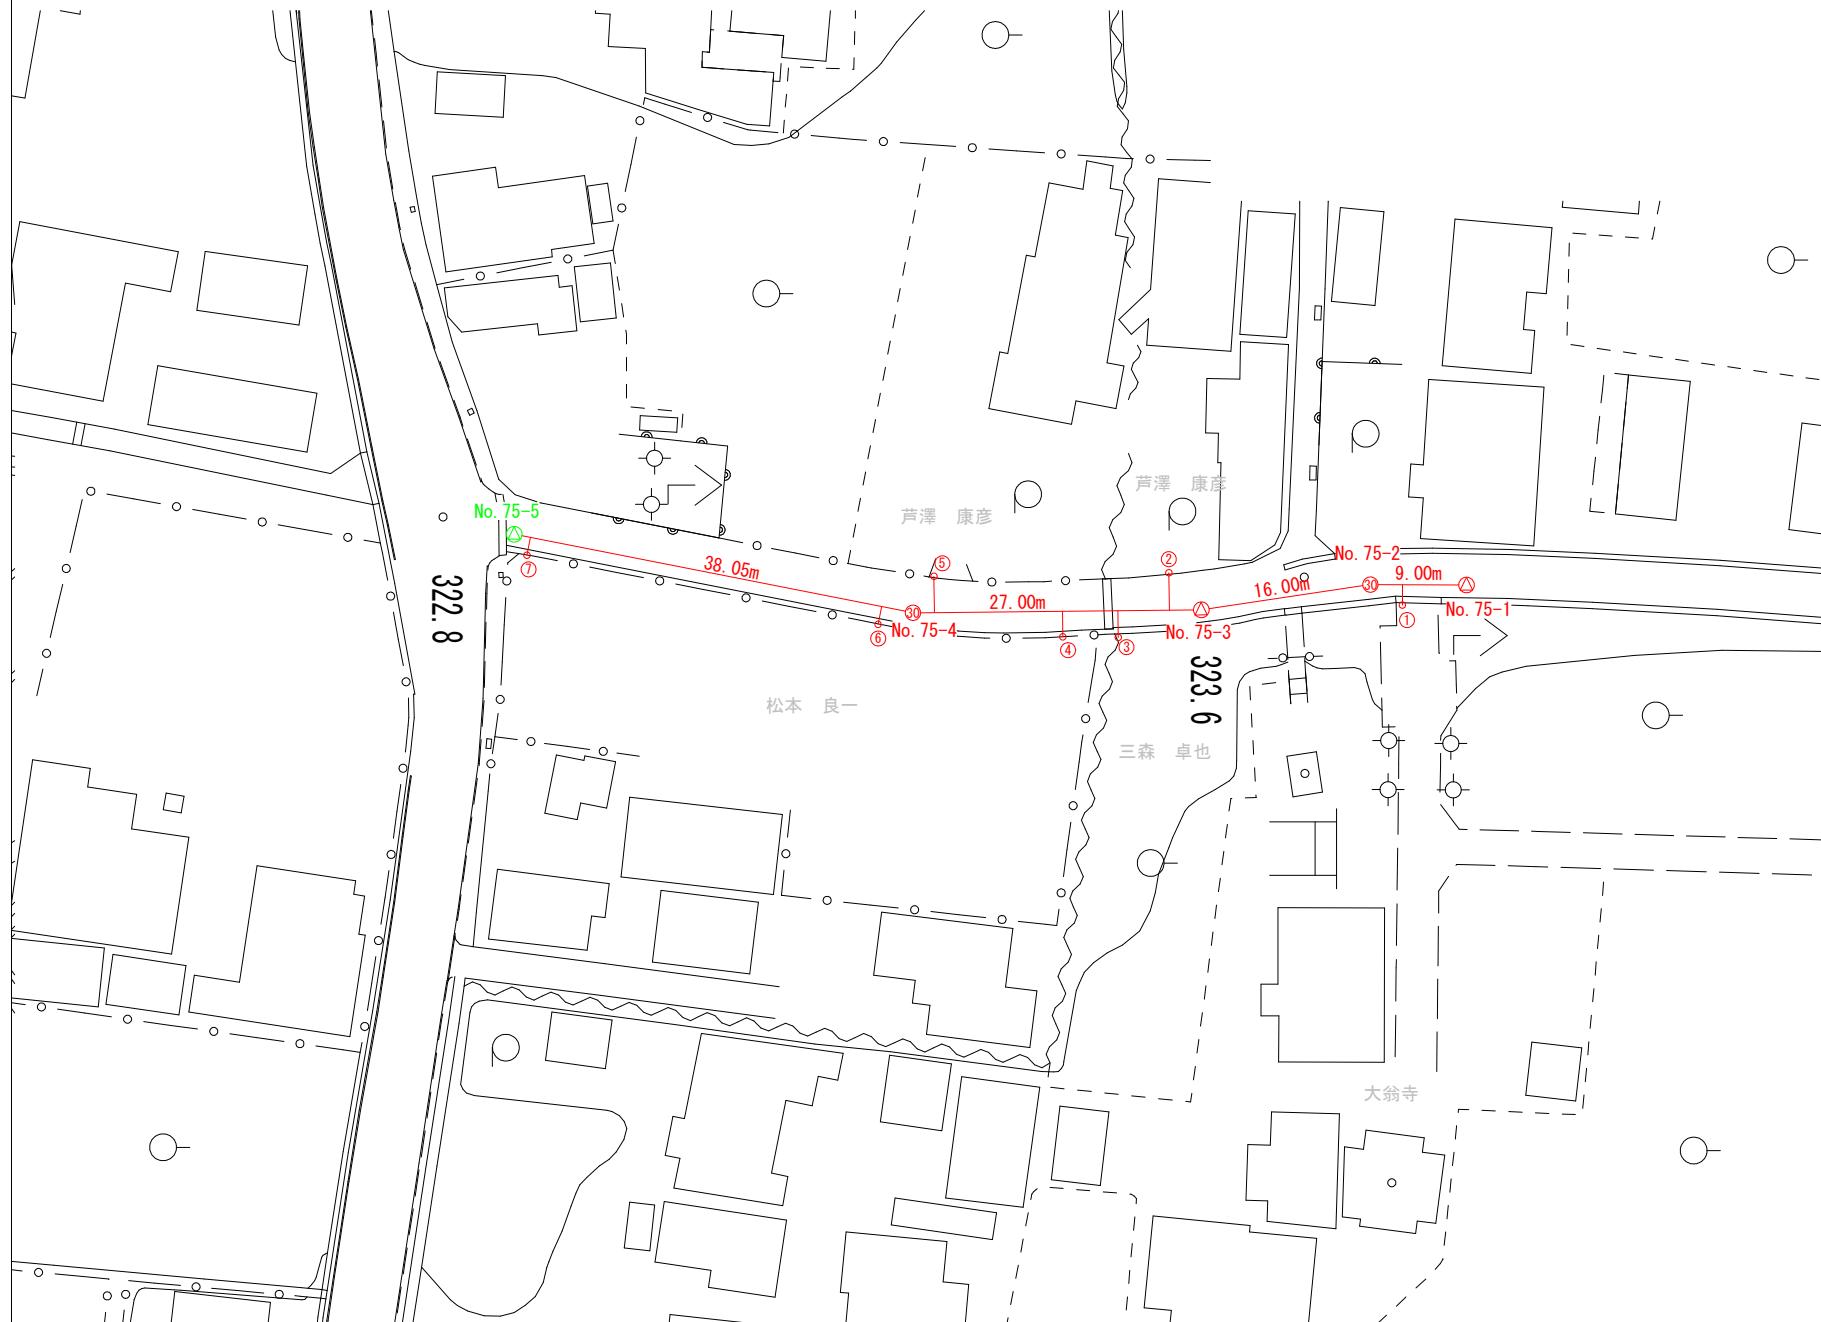 芦澤　康彦
No. 75-5
芦澤　康彦
⑦
38.05m
⑤
②
No. 75-2
16.00m
9.00m
30
30
27.00m
No. 75-1
①
⑥
No. 75-4
④
③
No. 75-3
322.8
323.6
松本　良一
三森　卓也
大翁寺